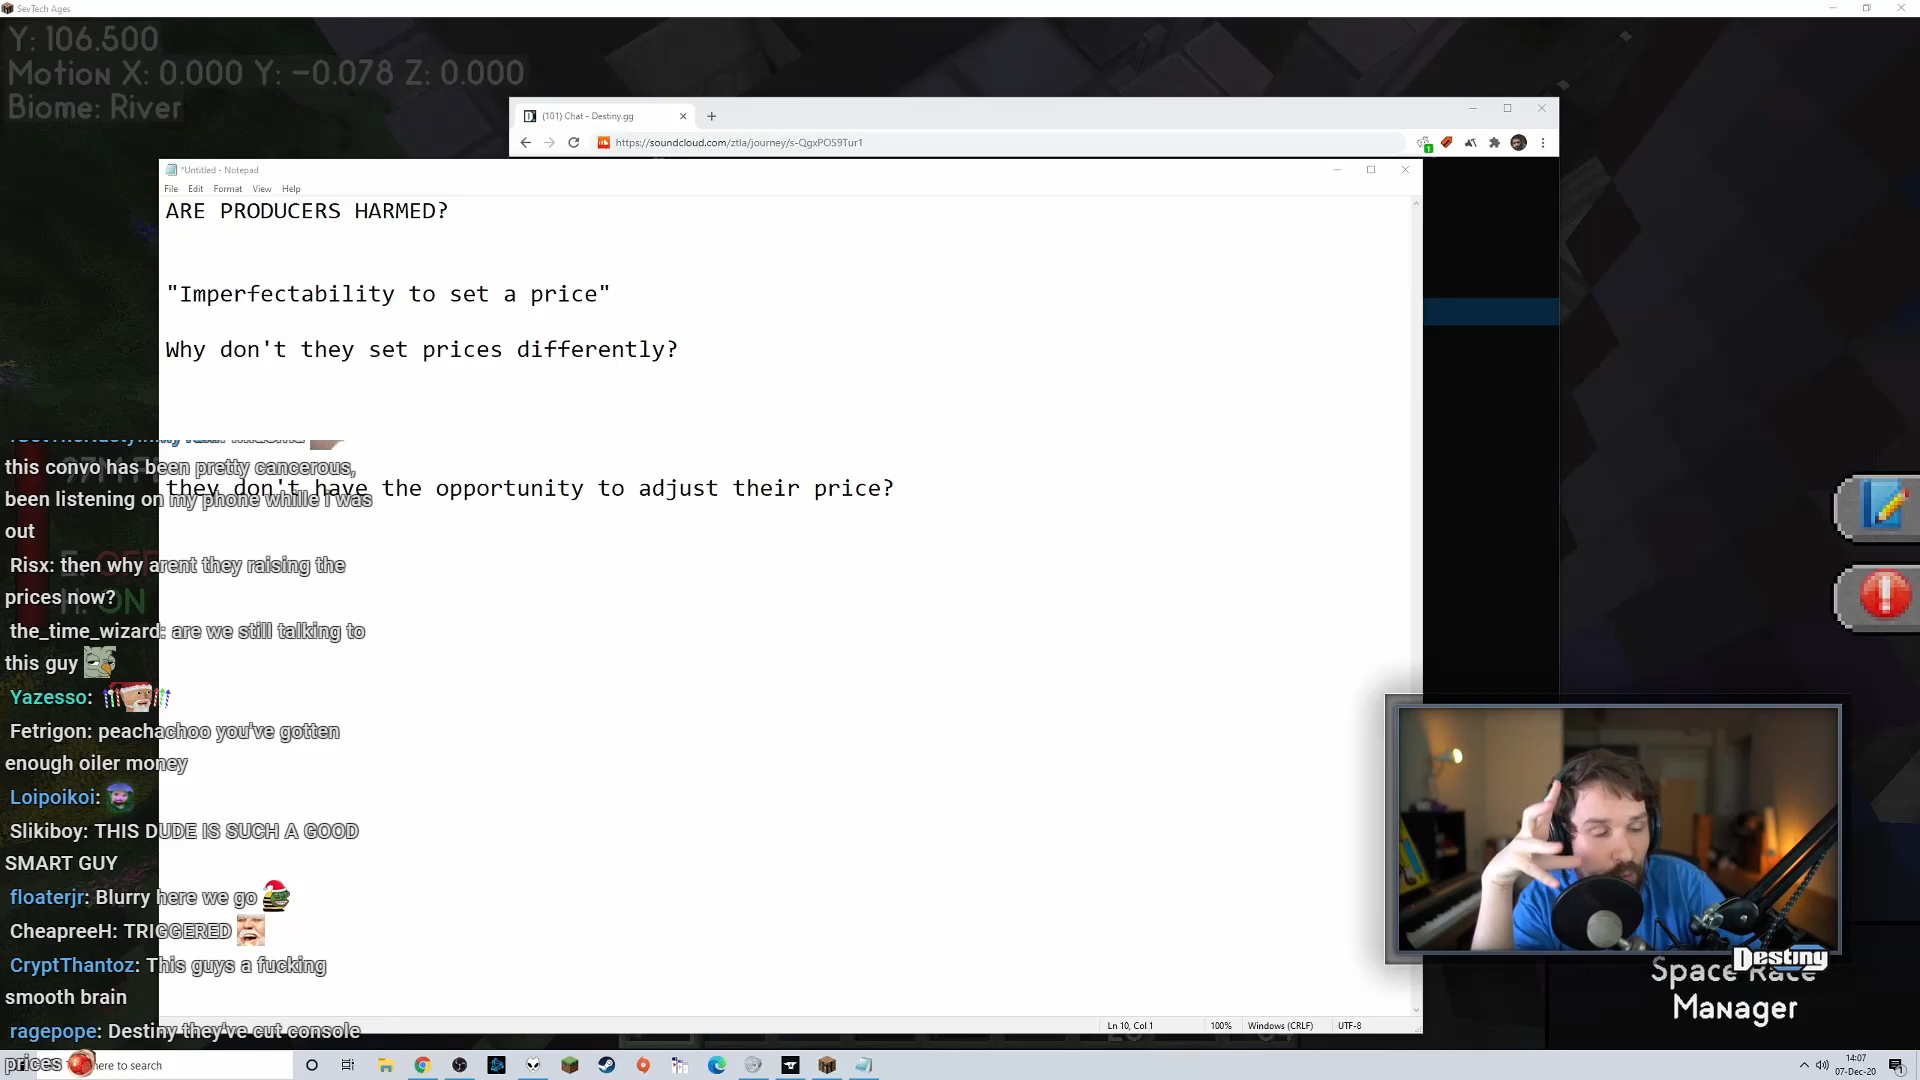 SevTech Ages
Y: 106.500
Motion X: 0.000 Y: -0.078 Z: 0.000
Biome: River
(101) Chat - Destiny.gg
https://soundcloud.com/ztla/journey/s-QgxPOS9Tur1
1
*Untitled - Notepad
File Edit Format View Help
ARE PRODUCERS HARMED?
"Imperfectability to set a price"
Why don't they set prices differently?
they don't have the opportunity to adjust their price?
this convo has been pretty cancerous,
been listening on my phone whille i was
out
Risx: then why arent they raising the
prices now?
E: OFF
H: ON
the_time_wizard: are we still talking to
this guy
Yazesso:
Fetrigon: peachachoo you've gotten
enough oiler money
Loipoikoi:
Slikiboy: THIS DUDE IS SUCH A GOOD
SMART GUY
floaterjr: Blurry here we go
CheapreeH: TRIGGERED
CryptThantoz: This guys a fucking
smooth brain
ragepope: Destiny they've cut console
prices
Destiny
Space Race
Manager
Ln 10, Col 1 100% Windows (CRLF) UTF-8
here to search
14:07
07-Dec-20